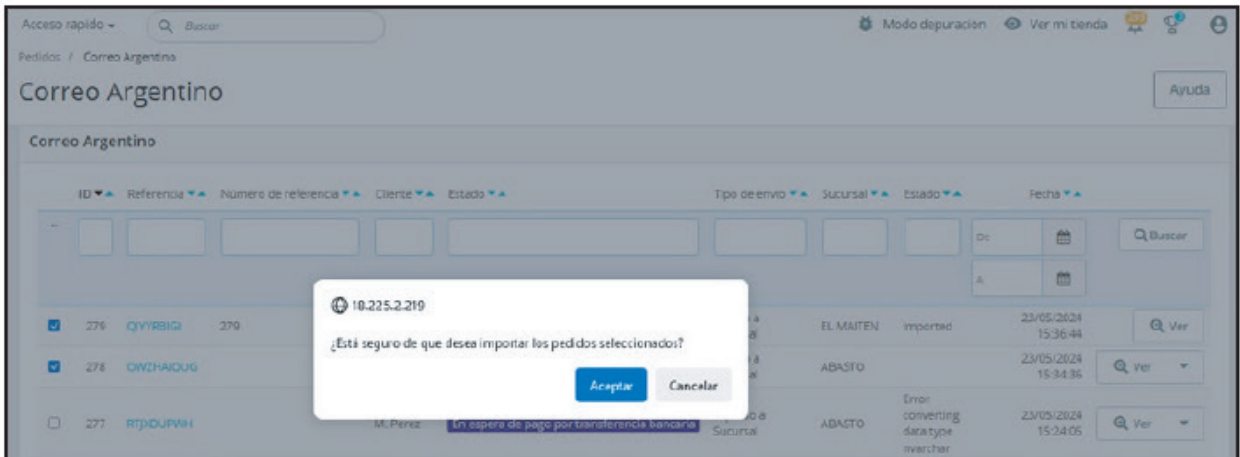 Acceso rapido
Buscar
Modo depuracion
Ver mi tienda
Pedidos / Correo Argentino
Correo Argentino
Ayuda
Correo Argentino
ID Referencia Numero de referencia Cliente Estado Tipo de envio Sucursal Estado Fecha
--
De
Buscar
A
18.225.2.219
¿Está seguro de que desea importar los pedidos seleccionados?
Aceptar Cancelar
279 279 EL MAITEN imported 23/05/2024 15:36:44 Ver
278 ABASTO 23/05/2024 15:34:36 Ver
277 M. Perez En espera de pago por transferencia bancaria Sucursal ABASTO Error converting data type nvarchar 23/05/2024 15:24:05 Ver